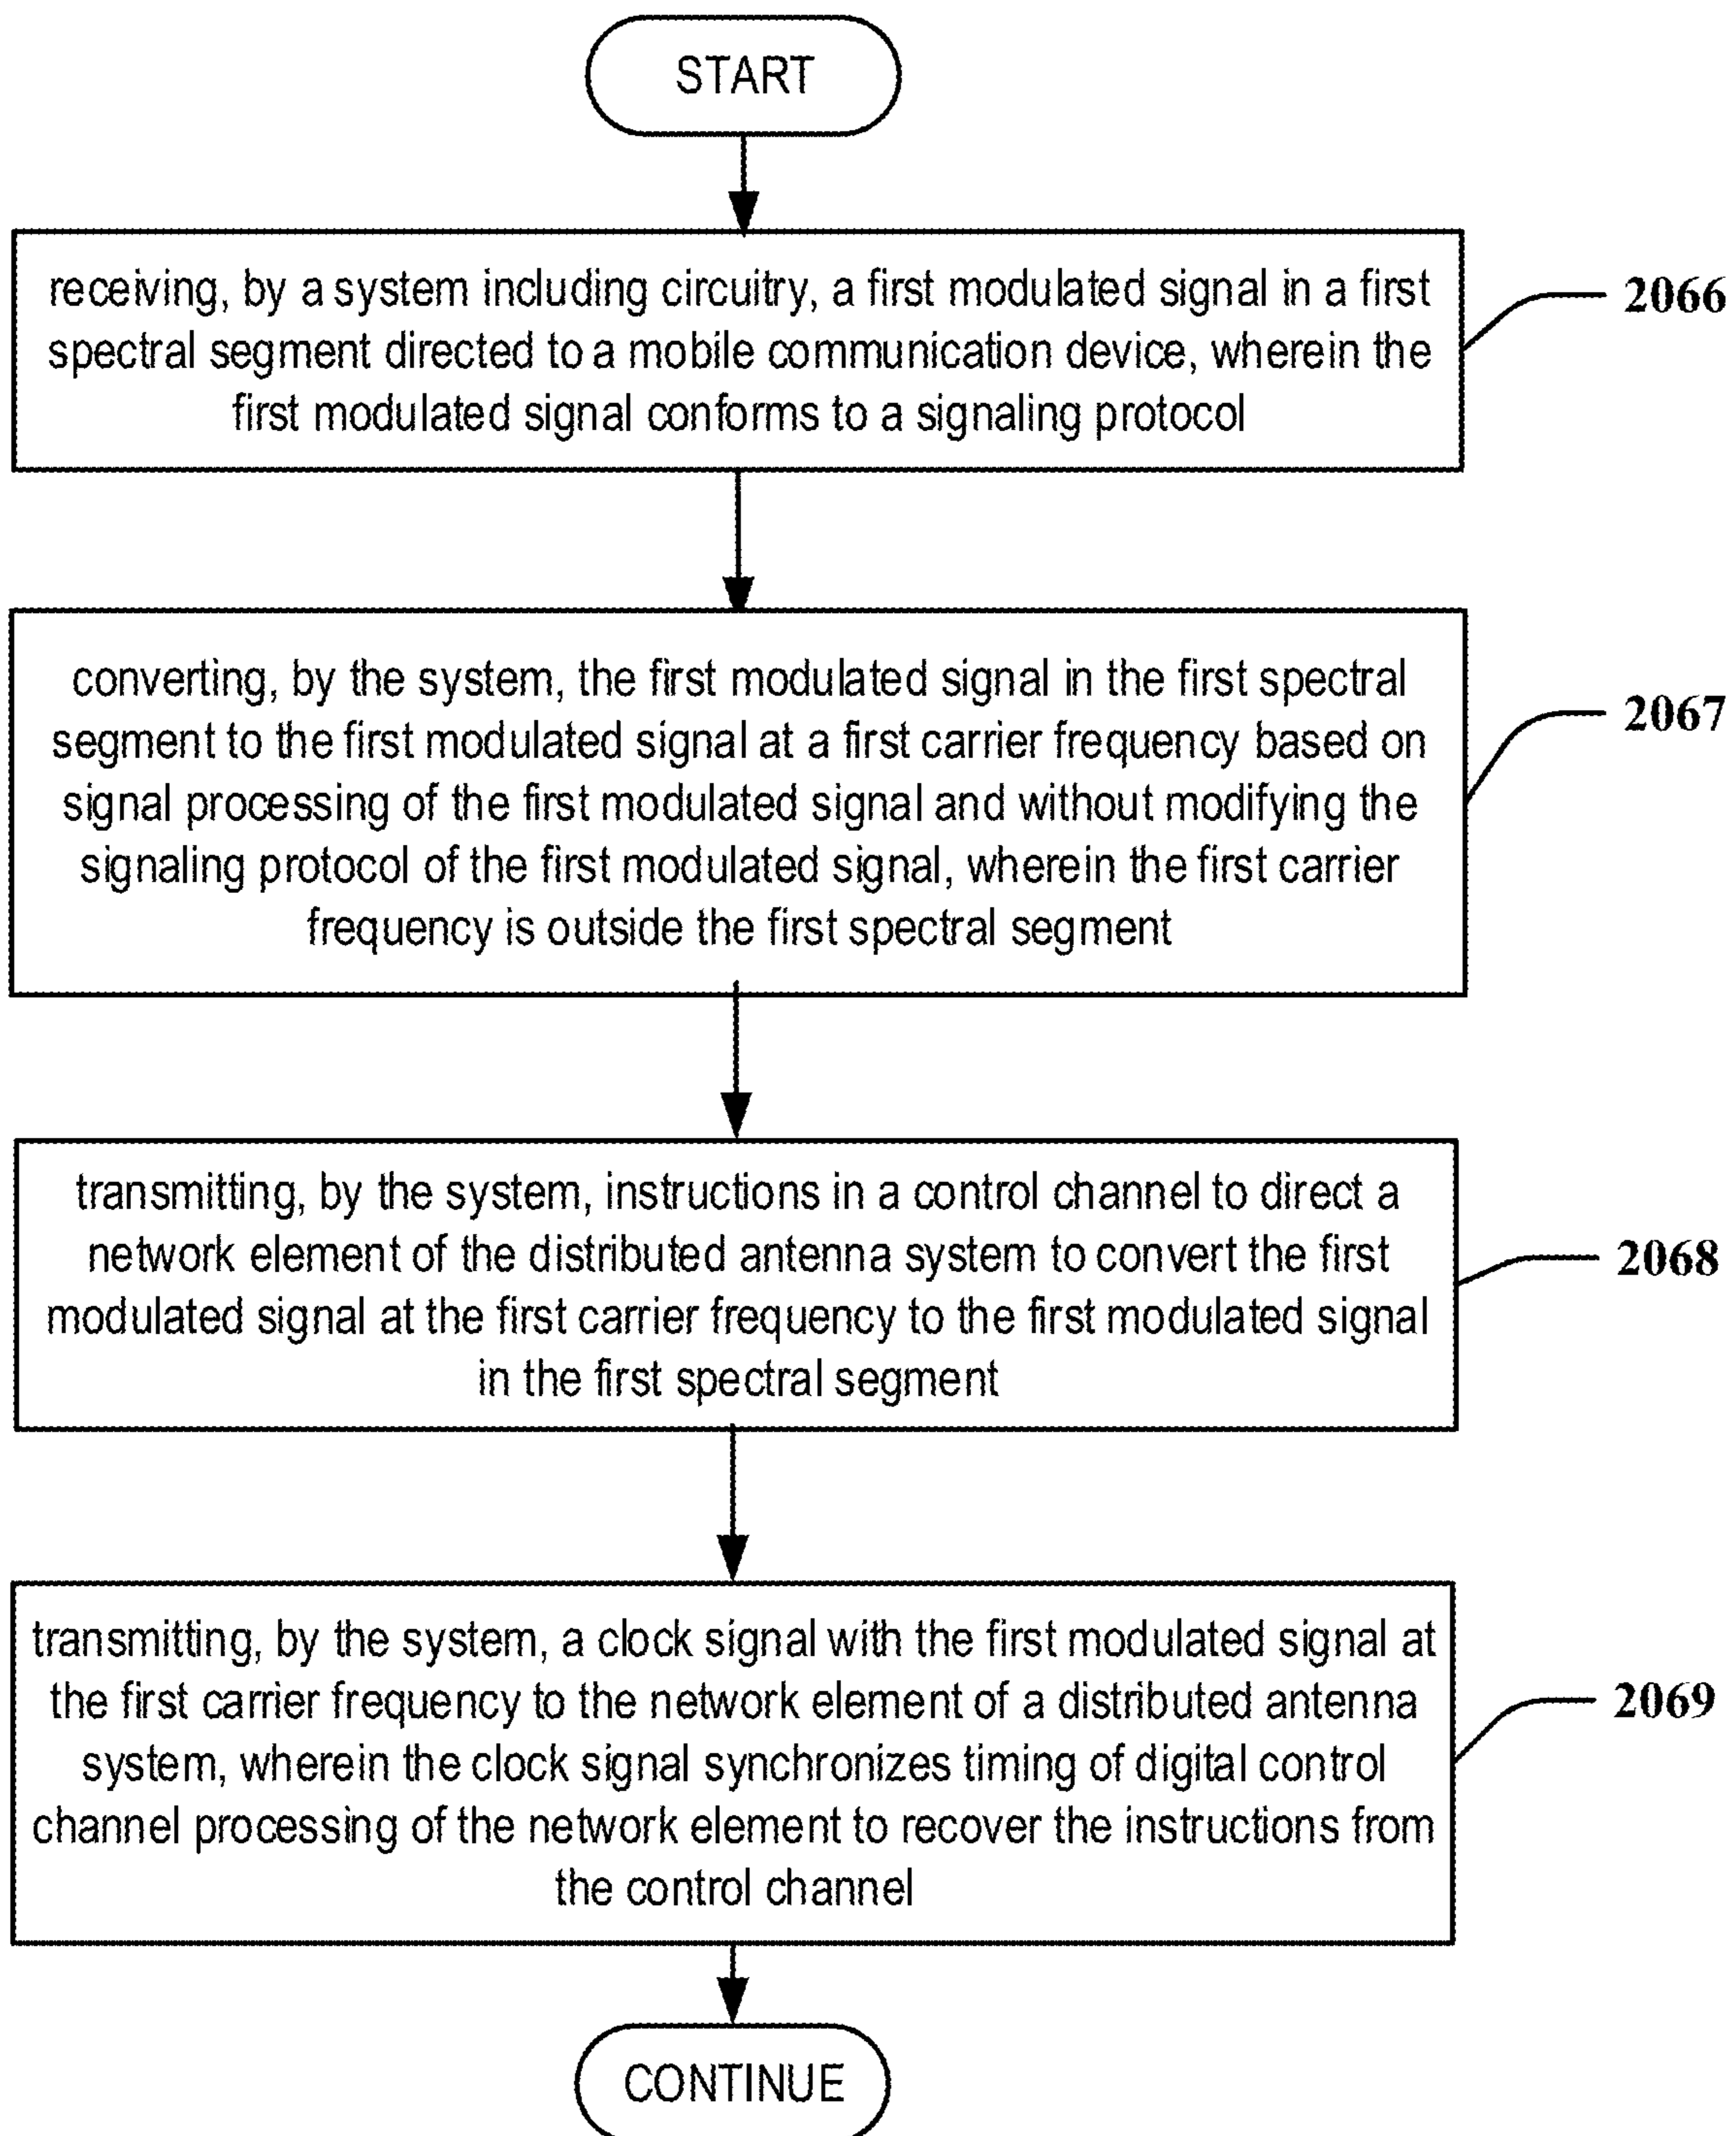 START
receiving, by a system including circuitry, a first modulated signal in a first
spectral segment directed to a mobile communication device, wherein the
first modulated signal conforms to a signaling protocol
2066
converting, by the system, the first modulated signal in the first spectral
segment to the first modulated signal at a first carrier frequency based on
signal processing of the first modulated signal and without modifying the
signaling protocol of the first modulated signal, wherein the first carrier
frequency is outside the first spectral segment
2067
transmitting, by the system, instructions in a control channel to direct a
network element of the distributed antenna system to convert the first
modulated signal at the first carrier frequency to the first modulated signal
in the first spectral segment
2068
transmitting, by the system, a clock signal with the first modulated signal at
the first carrier frequency to the network element of a distributed antenna
system, wherein the clock signal synchronizes timing of digital control
channel processing of the network element to recover the instructions from
the control channel
2069
CONTINUE